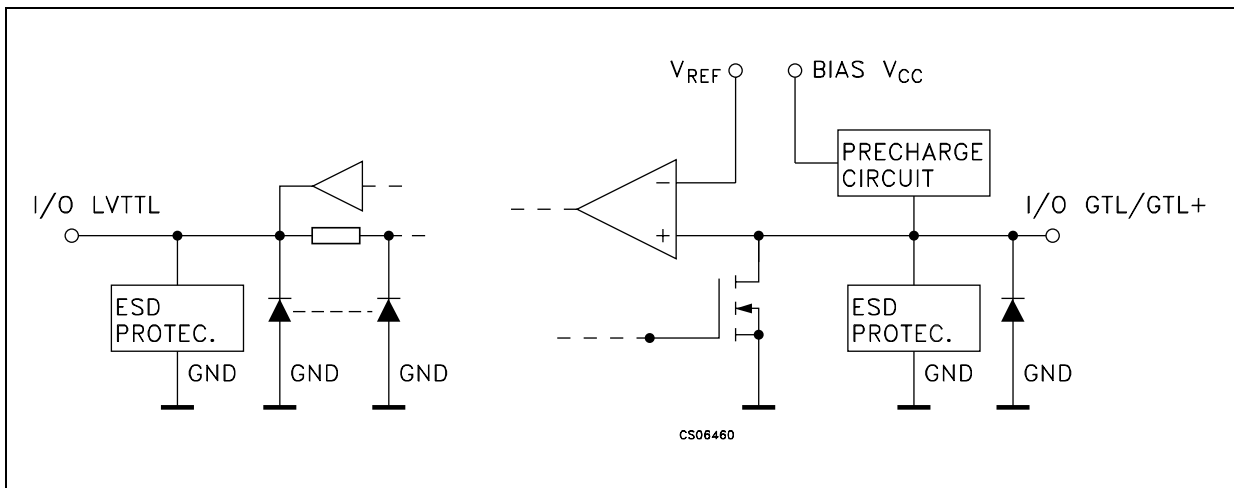 VREF
BIAS VCC
PRECHARGE
CIRCUIT
I/O LVTTL
I/O GTL/GTL+
−
+
ESD
PROTEC.
ESD
PROTEC.
GND
GND
GND
GND
GND
CS06460